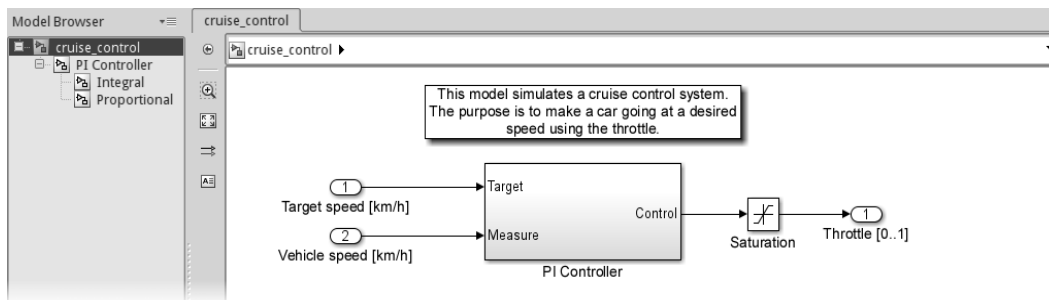 Model Browser
cruise_control
PI Controller
Integral
Proportional
cruise_control
cruise_control
This model simulates a cruise control system.
The purpose is to make a car going at a desired
speed using the throttle.
1
Target speed [km/h]
2
Vehicle speed [km/h]
Target
Measure
Control
PI Controller
Saturation
1
Throttle [0..1]